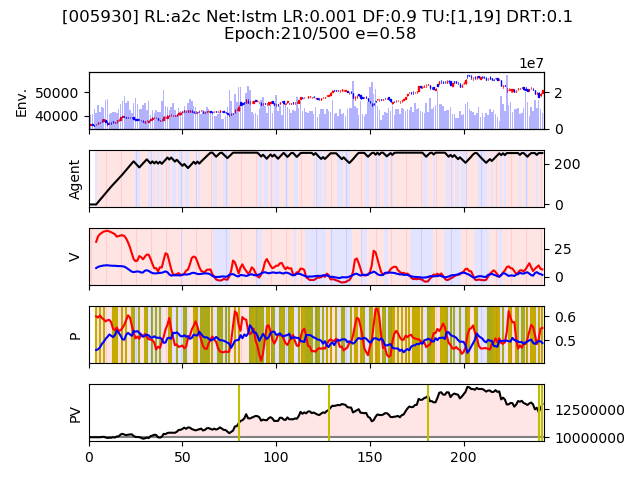 [005930] RL:a2c Net:lstm LR:0.001 DF:0.9 TU:[1,19] DRT:0.1
Epoch:210/500 e=0.58
1e7
Env.
50000
40000
2
0
Agent
200
0
V
25
0
P
0.6
0.5
PV
12500000
10000000
0 50 100 150 200